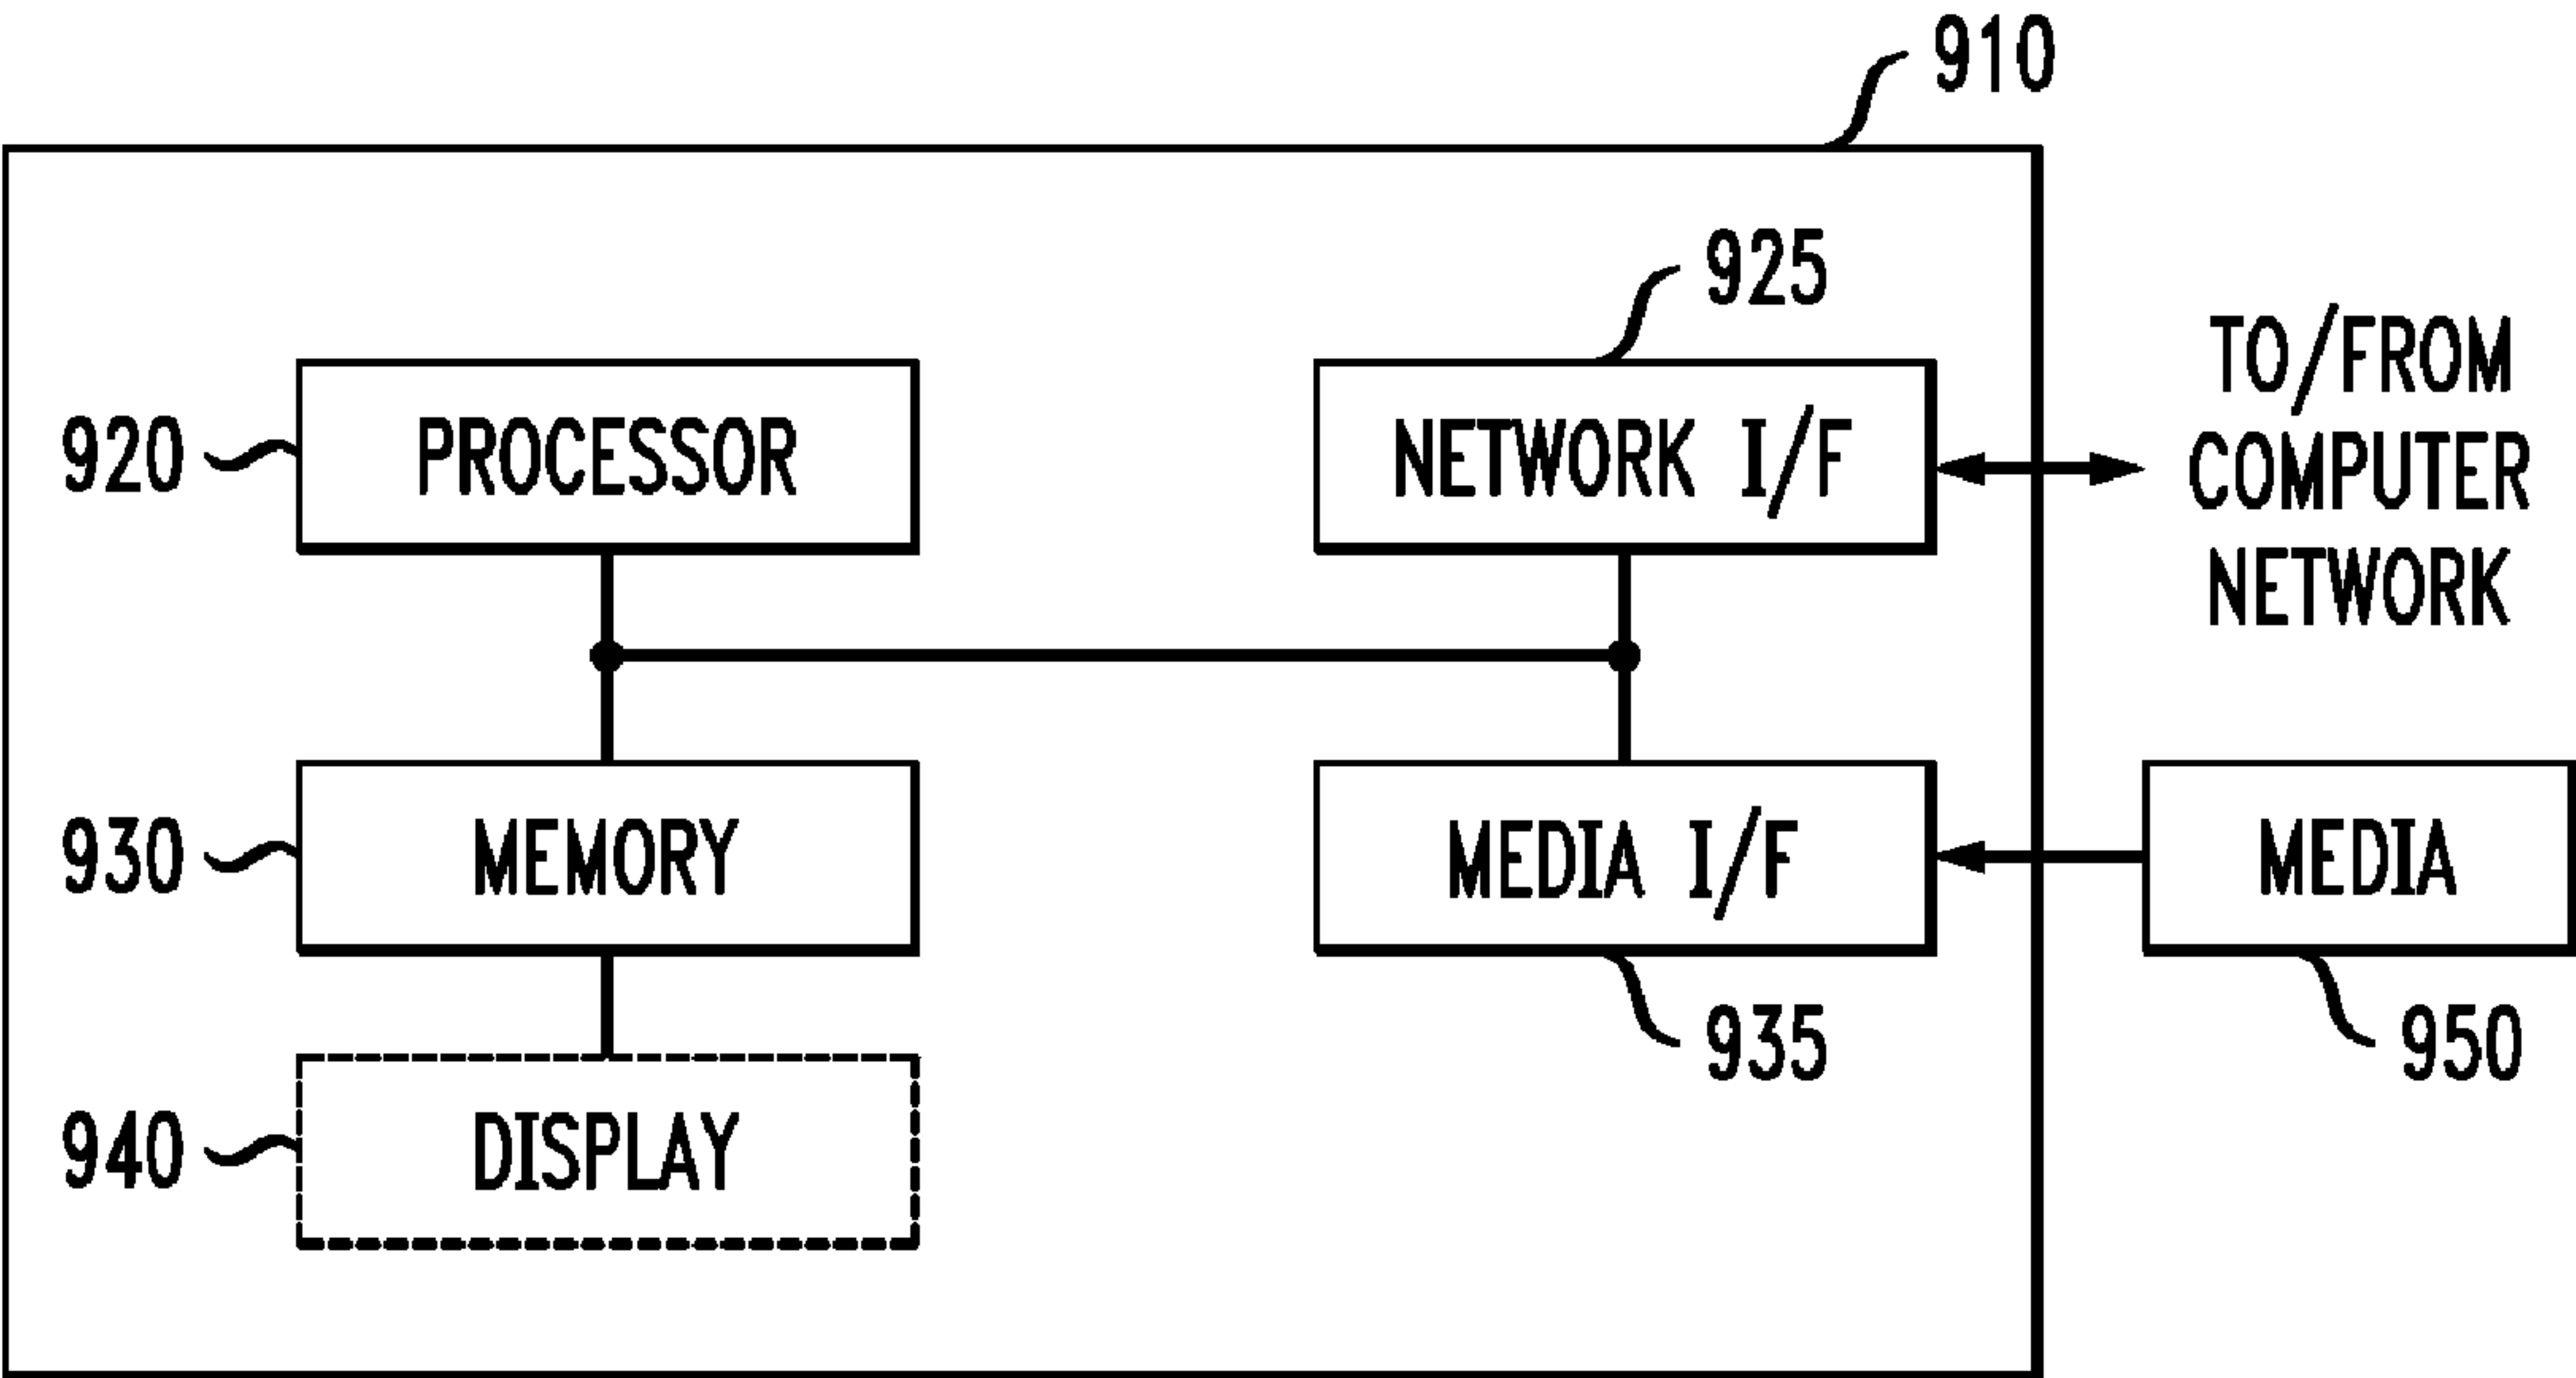 910
925
920
PROCESSOR
NETWORK I/F
TO/FROM
COMPUTER
NETWORK
930
MEMORY
MEDIA I/F
MEDIA
935
950
940
DISPLAY